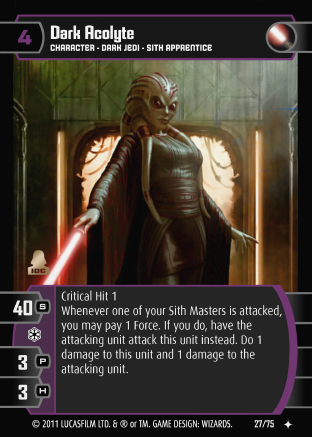 4 Dark Acolyte
CHARACTER - DARK JEDI - SITH APPRENTICE
IDC
40 S
3 P
3 H
Critical Hit 1
Whenever one of your Sith Masters is attacked,
you may pay 1 Force. If you do, have the
attacking unit attack this unit instead. Do 1
damage to this unit and 1 damage to the
attacking unit.
© 2011 LUCASFILM LTD. & ® or TM. GAME DESIGN: WIZARDS. 27/75